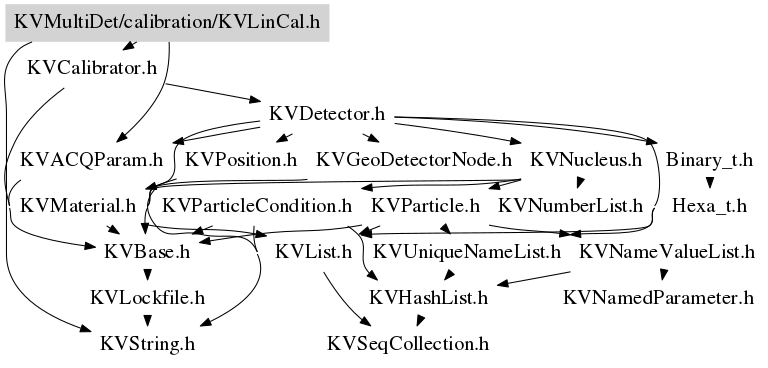 KVMultiDet/calibration/KVLinCal.h
KVCalibrator.h
KVDetector.h
KVACQParam.h KVPosition.h KVGeoDetectorNode.h KVNucleus.h Binary_t.h
KVMaterial.h KVParticleCondition.h KVParticle.h KVNumberList.h Hexa_t.h
KVBase.h KVList.h KVUniqueNameList.h KVNameValueList.h
KVLockfile.h KVHashList.h KVNamedParameter.h
KVString.h KVSeqCollection.h